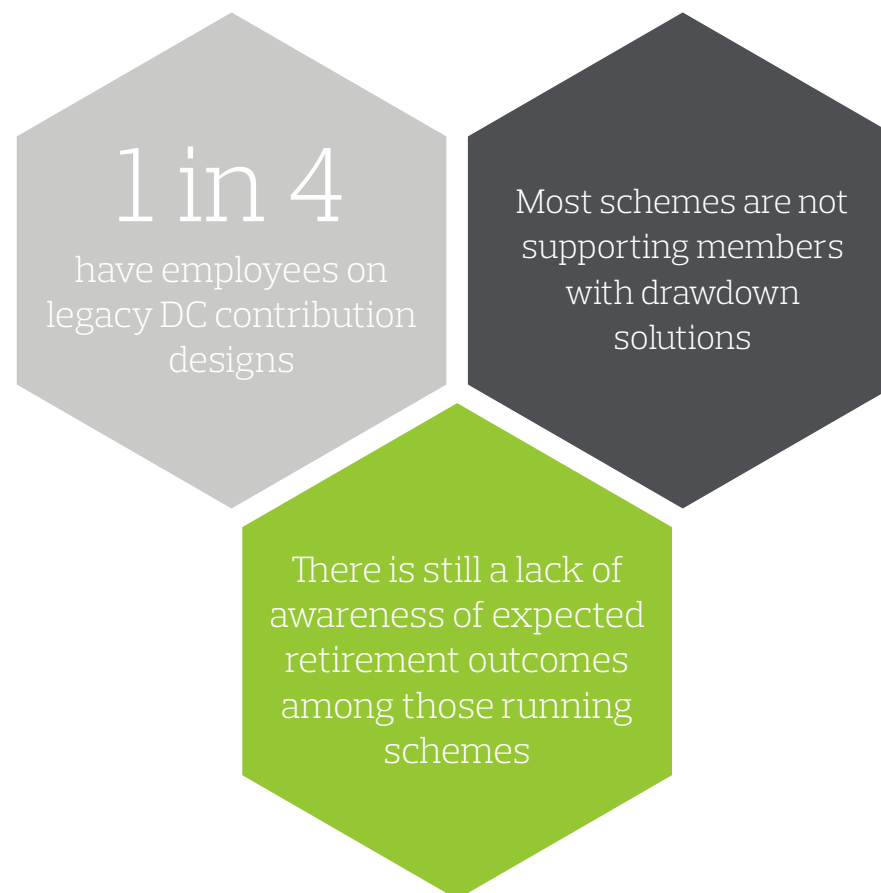 1 in 4
have employees on
legacy DC contribution
designs
Most schemes are not
supporting members
with drawdown
solutions
There is still a lack of
awareness of expected
retirement outcomes
among those running
schemes